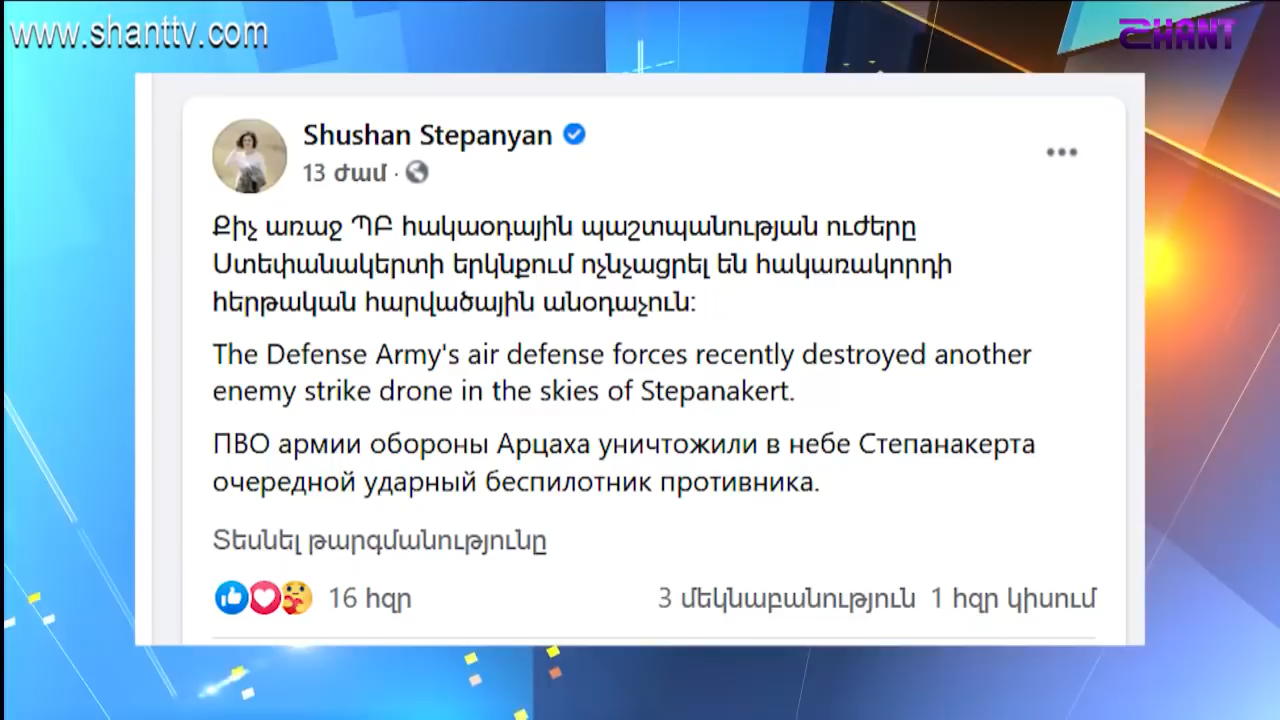 www.shanttv.com
SHANT
Shushan Stepanyan
13 ժամ ·
Քիչ առաջ ՊԲ հակաօդային պաշտպանության ուժերը
Ստեփանակերտի երկնքում ոչնչացրել են հակառակորդի
հերթական հարվածային անօդաչուն:
The Defense Army's air defense forces recently destroyed another
enemy strike drone in the skies of Stepanakert.
ПВО армии обороны Арцаха уничтожили в небе Степанакерта
очередной ударный беспилотник противника.
Տեսնել թարգմանությունը
16 հզր
3 մեկնաբանություն 1 հզր կիսում